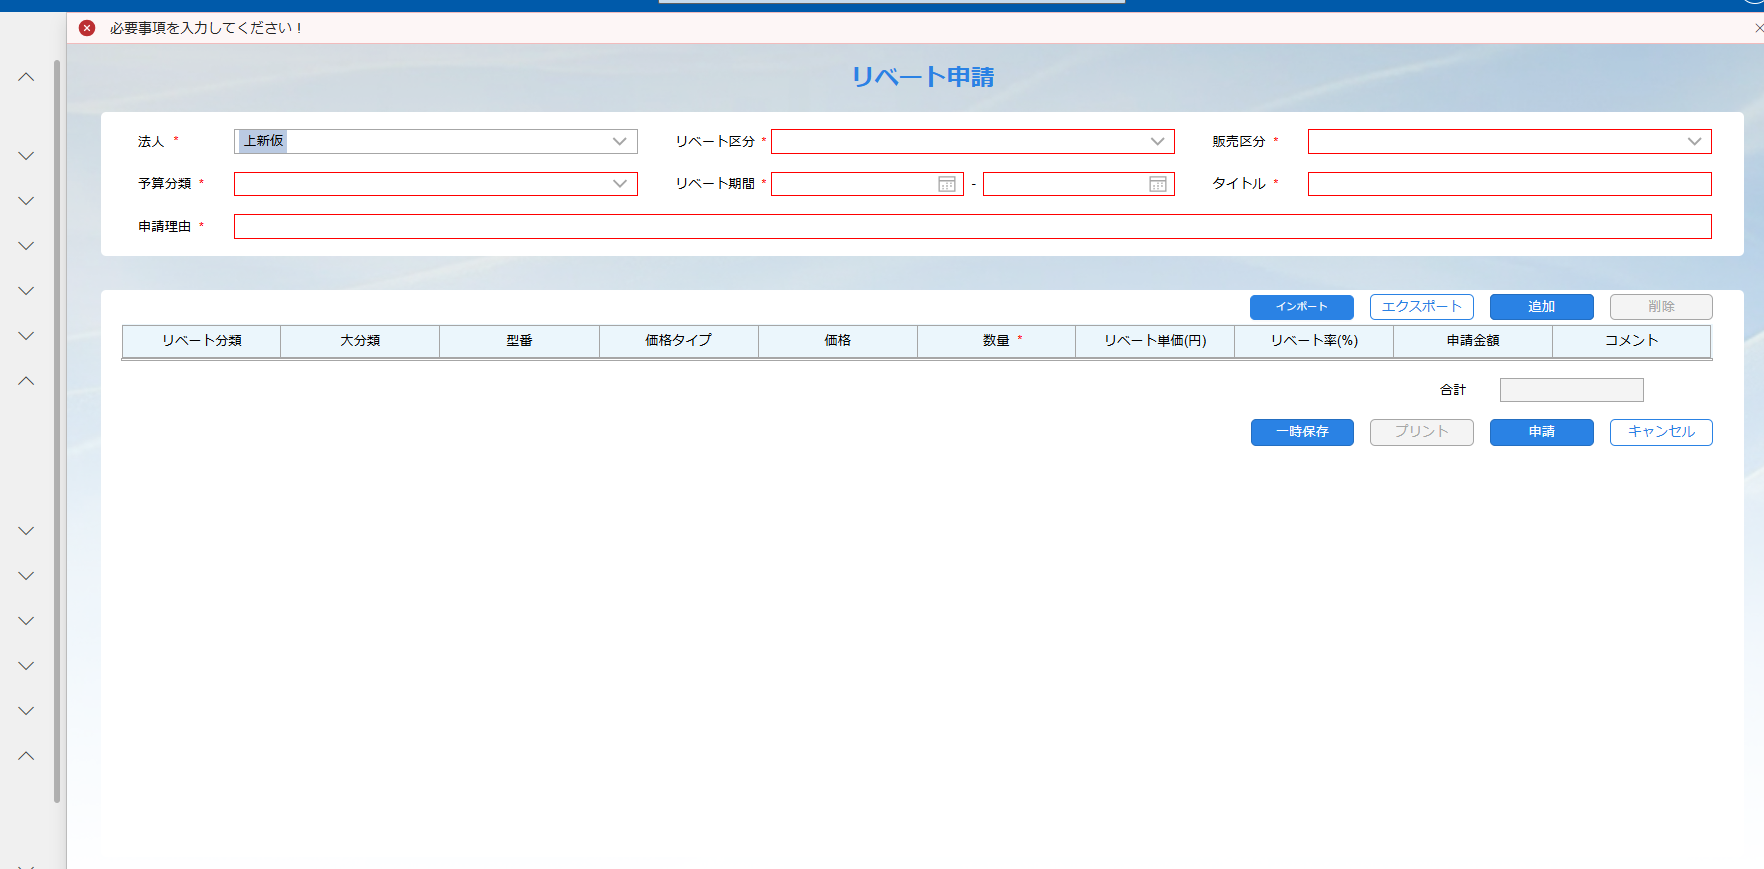 必要事項を入力してください！
リベート申請
法人 * 上新仮 リベート区分 * 販売区分 *
予算分類 * リベート期間 * - タイトル *
申請理由 *
インポート エクスポート 追加 削除
リベート分類 大分類 型番 価格タイプ 価格 数量 * リベート単価(円) リベート率(%) 申請金額 コメント
合計
一時保存 プリント 申請 キャンセル